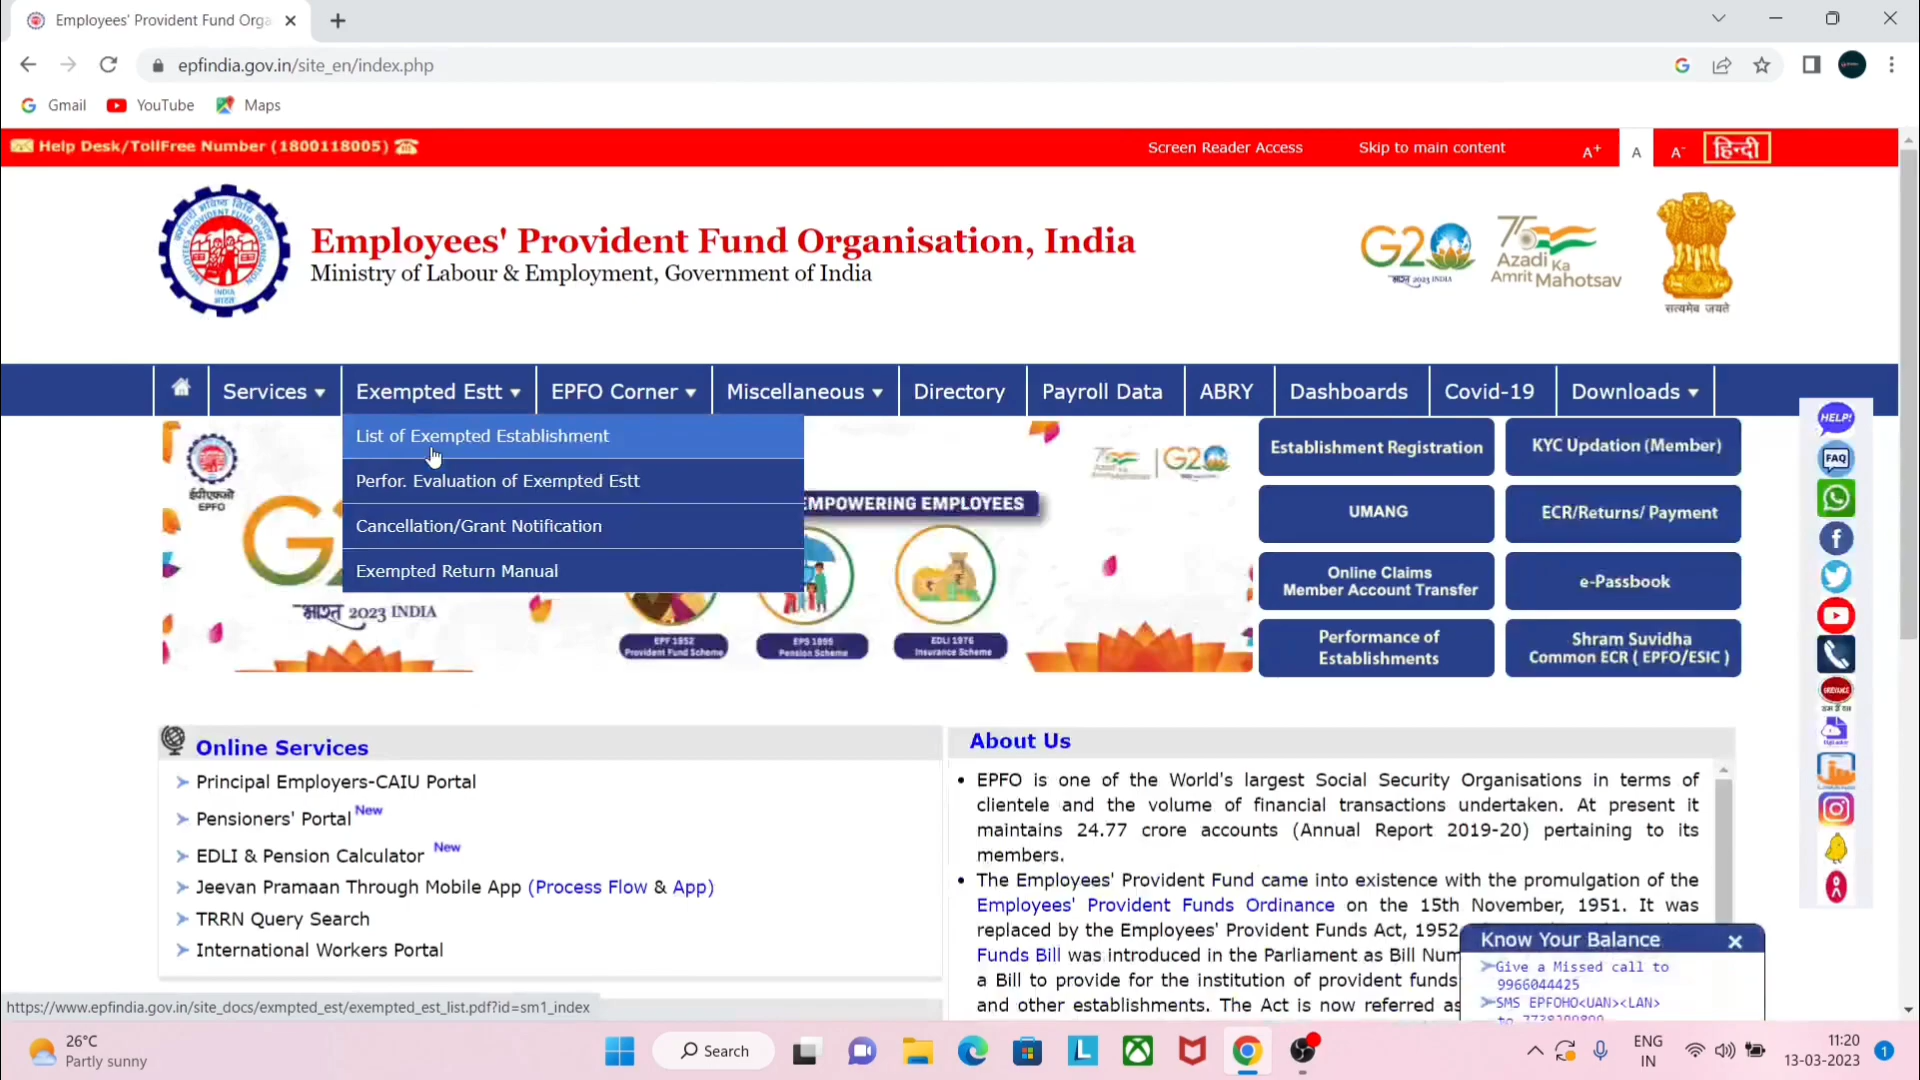 Employees' Provident Fund Orga
epfindia.gov.in/site_en/index.php
Gmail
YouTube
Maps
Help Desk/TollFree Number (1800118005)
Screen Reader Access
Skip to main content
A+
A
A-
हिन्दी
Employees' Provident Fund Organisation, India
Ministry of Labour & Employment, Government of India
G20
भारत 2023 INDIA
75
Azadi Ka
Amrit Mahotsav
सत्यमेव जयते
Services
Exempted Estt
EPFO Corner
Miscellaneous
Directory
Payroll Data
ABRY
Dashboards
Covid-19
Downloads
List of Exempted Establishment
Perfor. Evaluation of Exempted Estt
Cancellation/Grant Notification
Exempted Return Manual
ईपीएफओ
EPFO
G20
MPOWERING EMPLOYEES
भारत 2023 INDIA
EPF 1952
Provident Fund Scheme
EPS 1995
Pension Scheme
EDLI 1976
Insurance Scheme
Establishment Registration
KYC Updation (Member)
UMANG
ECR/Returns/ Payment
Online Claims
Member Account Transfer
e-Passbook
Performance of
Establishments
Shram Suvidha
Common ECR ( EPFO/ESIC )
HELP!
FAQ
Online Services
Principal Employers-CAIU Portal
Pensioners' Portal New
EDLI & Pension Calculator New
Jeevan Pramaan Through Mobile App (Process Flow & App)
TRRN Query Search
International Workers Portal
About Us
EPFO is one of the World's largest Social Security Organisations in terms of
clientele and the volume of financial transactions undertaken. At present it
maintains 24.77 crore accounts (Annual Report 2019-20) pertaining to its
members.
The Employees' Provident Fund came into existence with the promulgation of the
Employees' Provident Funds Ordinance on the 15th November, 1951. It was
replaced by the Employees' Provident Funds Act, 1952
Funds Bill was introduced in the Parliament as Bill Num
a Bill to provide for the institution of provident funds
and other establishments. The Act is now referred as
Know Your Balance
Give a Missed call to
9966044425
SMS EPFOHO<UAN><LAN>
https://www.epfindia.gov.in/site_docs/exmpted_est/exempted_est_list.pdf?id=sm1_index
26°C
Partly sunny
Search
ENG
IN
11:20
13-03-2023
1